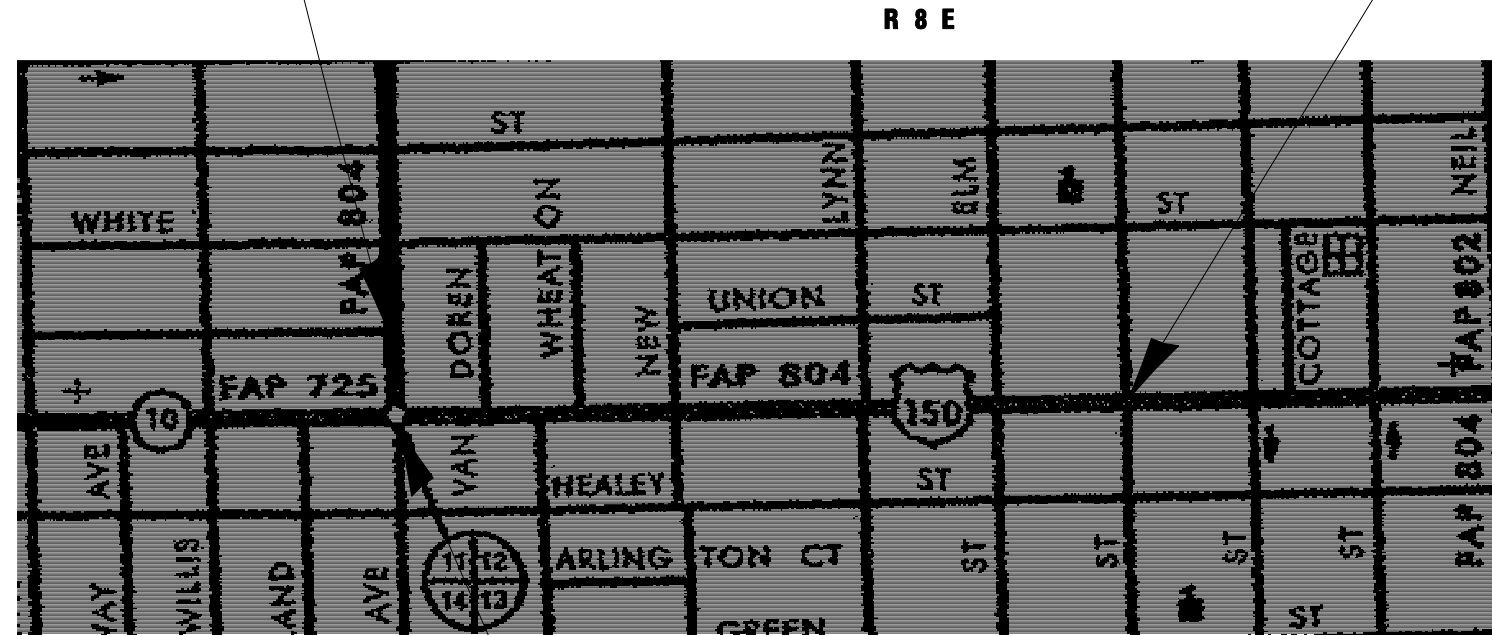 R 8 E
ST
NEIL
LYNN
ELM
FAP 804
ON
WHITE
ST
FAP 802
COTTAGE
DOREN
WHEAT
UNION
ST
NEW
FAP 725
FAP 804
10
150
AVE
VAN
HEALEY
ST
FAP 804
WILLIS
11 12
14 13
ARLING TON CT
ST
ST
ST
ST
WAY
AND
AVE
ST
GREEN